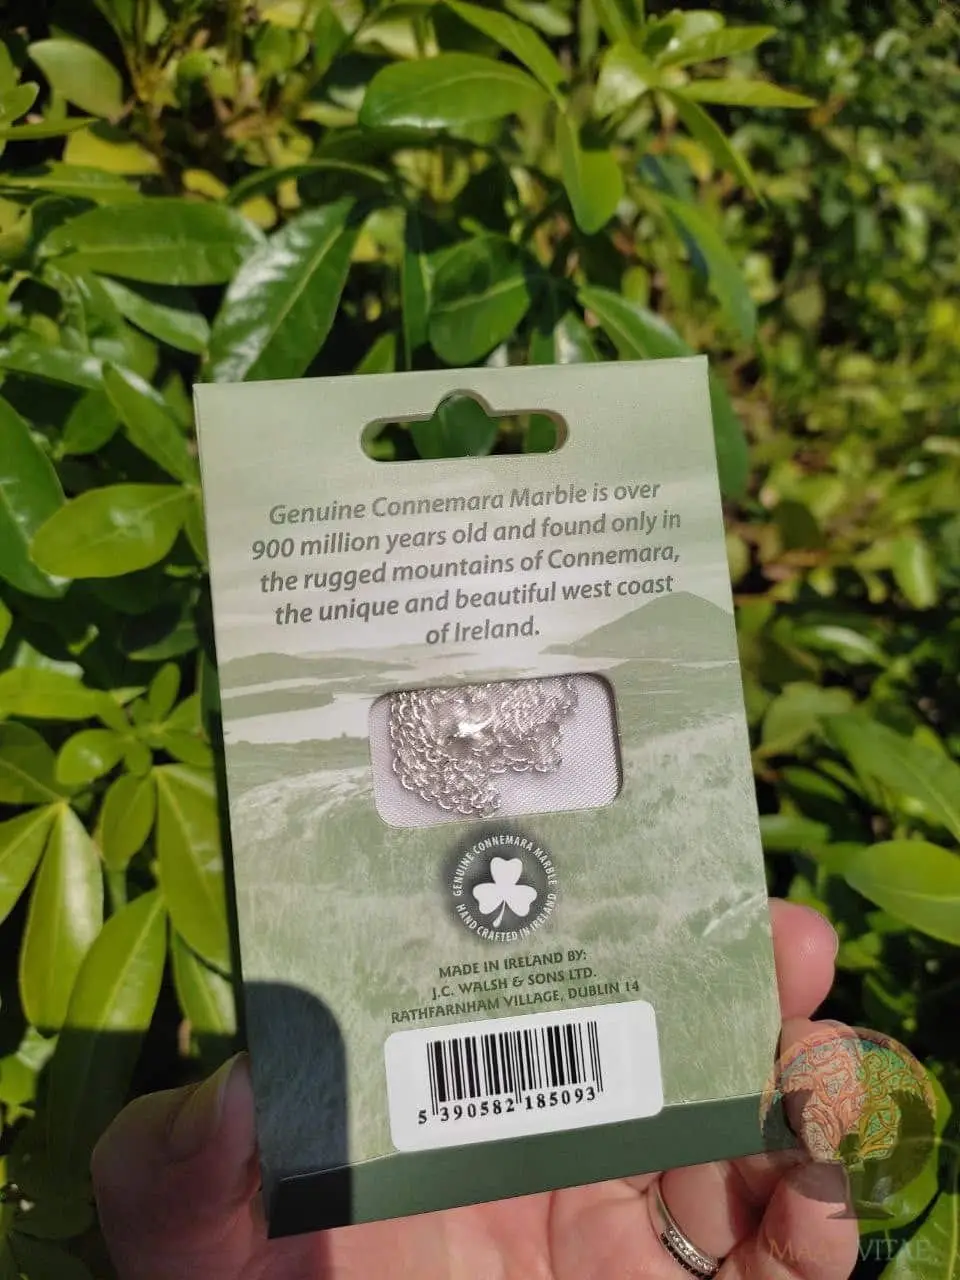 Genuine Connemara Marble is over
900 million years old and found only in
the rugged mountains of Connemara,
the unique and beautiful west coast
of Ireland.
GENUINE CONNEMARA MARBLE
HAND CRAFTED IN IRELAND
MADE IN IRELAND BY:
J.C. WALSH & SONS LTD.
RATHFARNHAM VILLAGE, DUBLIN 14
5 390582 185093
VITAE